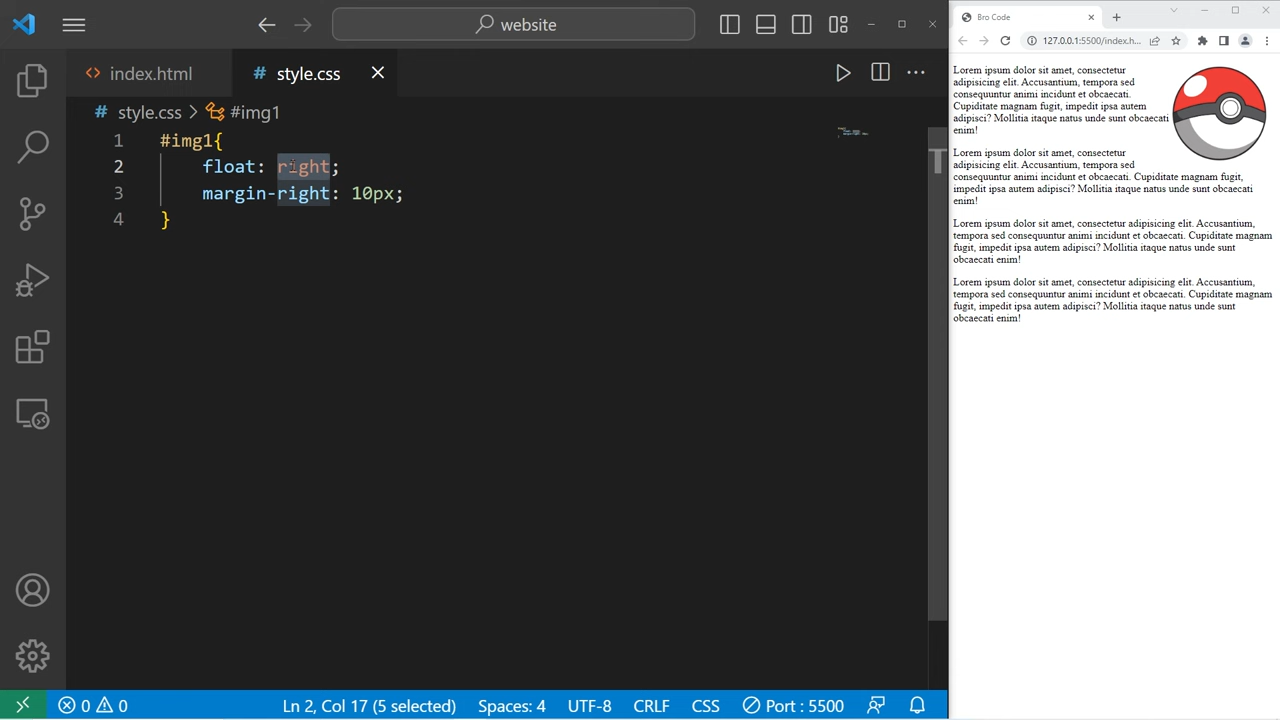 website
index.html
# style.css
# style.css > #img1
1 #img1{
2 float: right;
3 margin-right: 10px;
4 }
0 0
Ln 2, Col 17 (5 selected)
Spaces: 4
UTF-8
CRLF
CSS
Port : 5500
Bro Code
127.0.0.1:5500/index.h...
Lorem ipsum dolor sit amet, consectetur
adipisicing elit. Accusantium, tempora sed
consequuntur animi incidunt et obcaecati.
Cupiditate magnam fugit, impedit ipsa autem
adipisci? Mollitia itaque natus unde sunt obcaecati
enim!
Lorem ipsum dolor sit amet, consectetur
adipisicing elit. Accusantium, tempora sed
consequuntur animi incidunt et obcaecati. Cupiditate magnam fugit,
impedit ipsa autem adipisci? Mollitia itaque natus unde sunt obcaecati
enim!
Lorem ipsum dolor sit amet, consectetur adipisicing elit. Accusantium,
tempora sed consequuntur animi incidunt et obcaecati. Cupiditate magnam
fugit, impedit ipsa autem adipisci? Mollitia itaque natus unde sunt
obcaecati enim!
Lorem ipsum dolor sit amet, consectetur adipisicing elit. Accusantium,
tempora sed consequuntur animi incidunt et obcaecati. Cupiditate magnam
fugit, impedit ipsa autem adipisci? Mollitia itaque natus unde sunt
obcaecati enim!